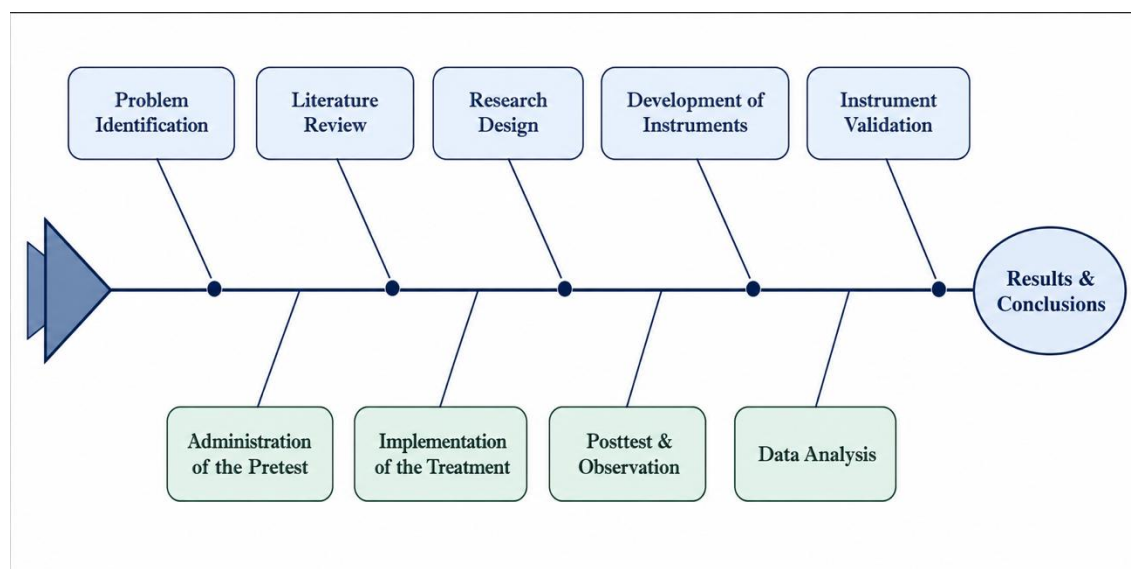 Problem
Identification
Literature
Review
Research
Design
Development of
Instruments
Instrument
Validation
Results &
Conclusions
Administration
of the Pretest
Implementation
of the Treatment
Posttest &
Observation
Data Analysis